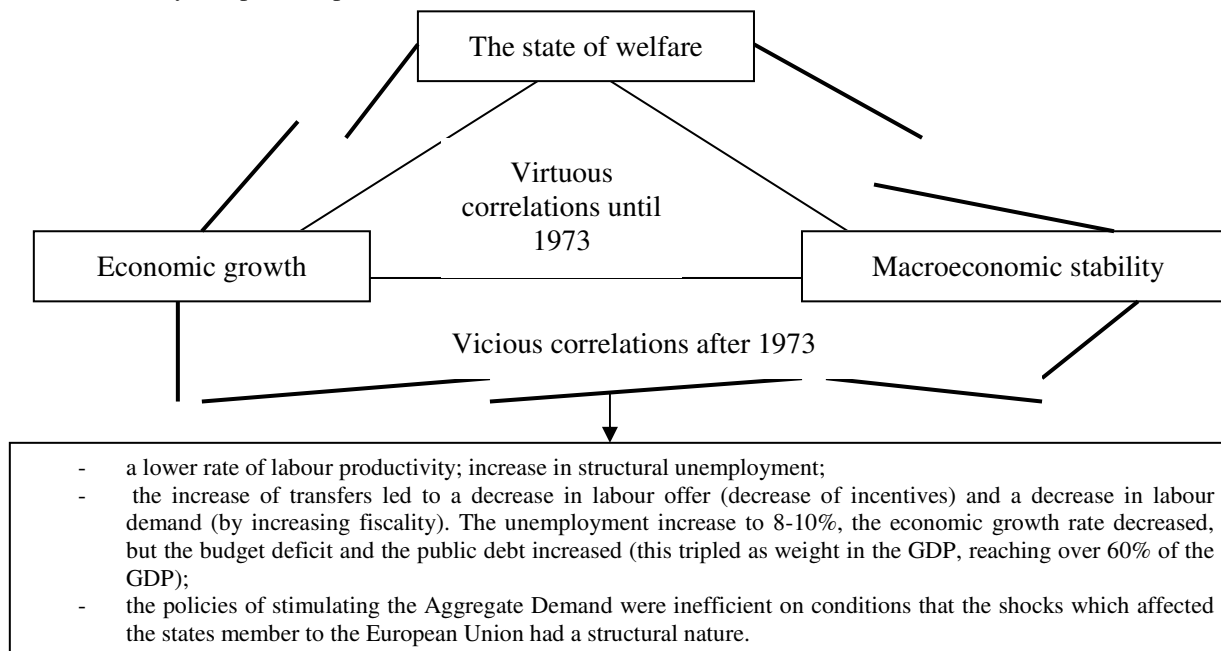 The state of welfare
Virtuous
correlations until
1973
Economic growth
Macroeconomic stability
Vicious correlations after 1973
- a lower rate of labour productivity; increase in structural unemployment;
- the increase of transfers led to a decrease in labour offer (decrease of incentives) and a decrease in labour
demand (by increasing fiscality). The unemployment increase to 8-10%, the economic growth rate decreased,
but the budget deficit and the public debt increased (this tripled as weight in the GDP, reaching over 60% of the
GDP);
- the policies of stimulating the Aggregate Demand were inefficient on conditions that the shocks which affected
the states member to the European Union had a structural nature.